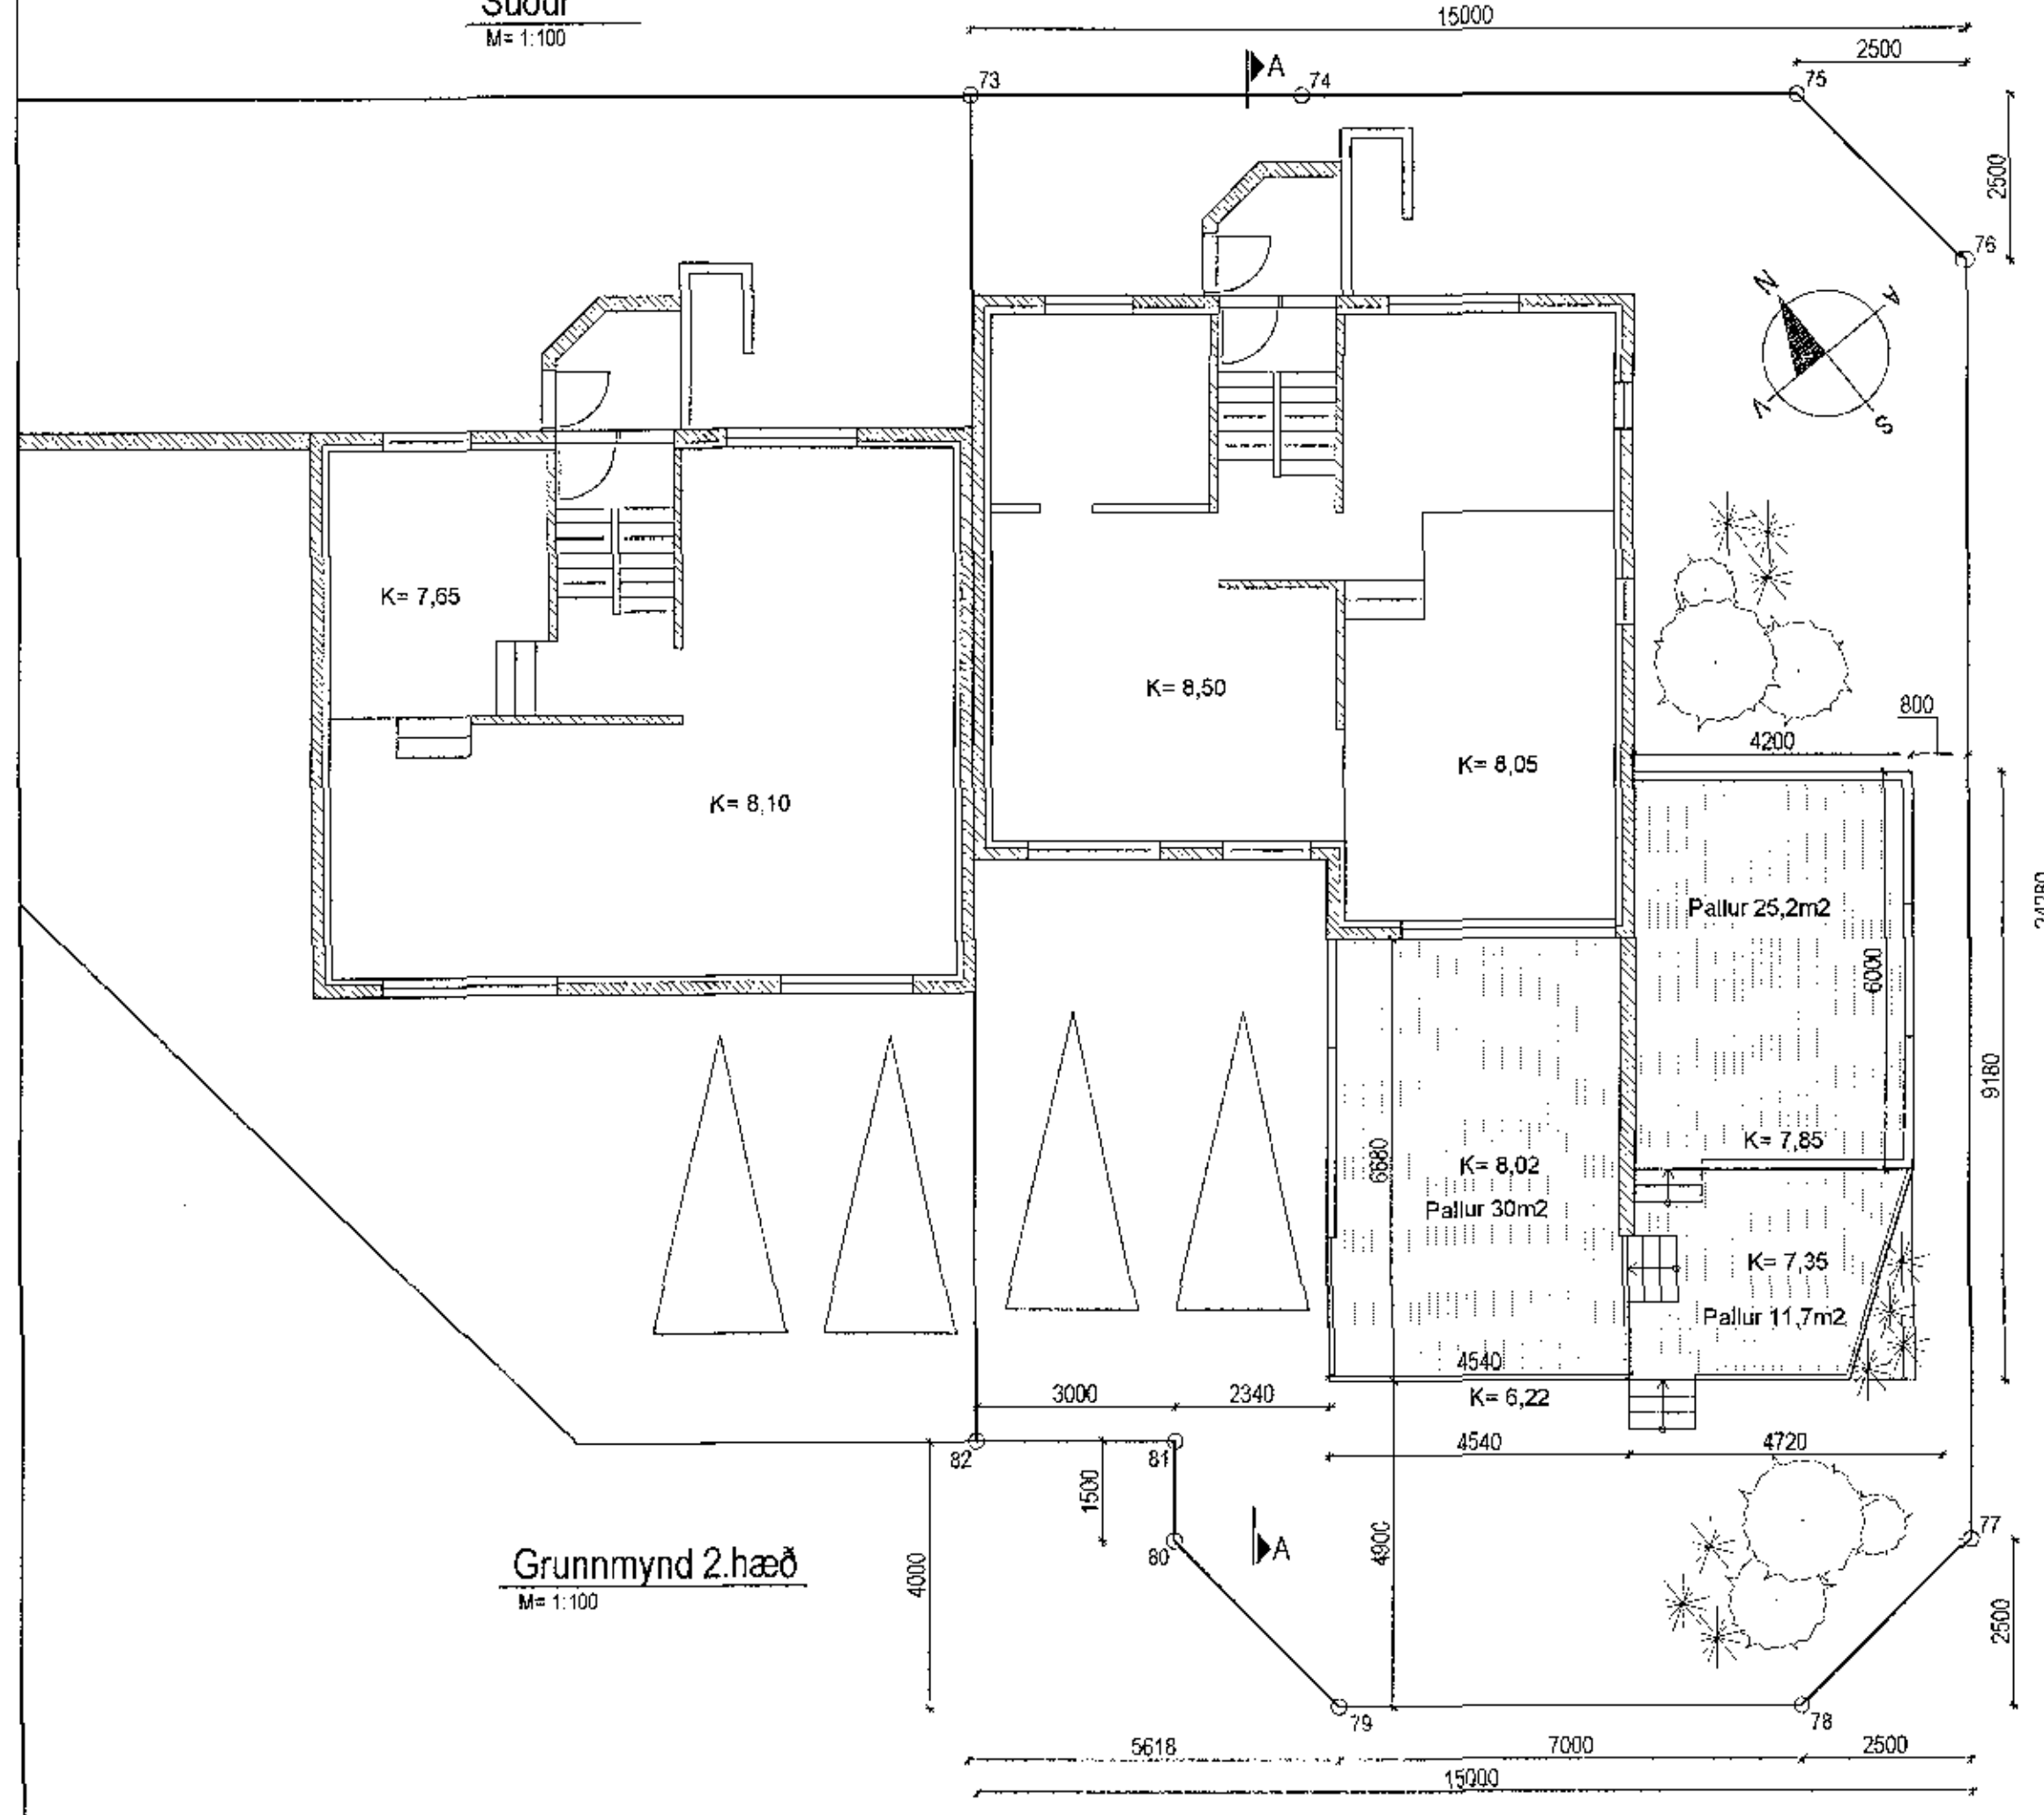 Suður
M= 1:100
15000
2500
73
A
74
75
2500
76
N
A
V
S
K= 7,65
K= 8,50
800
4200
K= 8,05
K= 8,10
Pallur 25,2m2
24280
6000
9180
K= 7,85
6680
K= 8,02
Pallur 30m2
K= 7,35
Pallur 11,7m2
4540
3000
2340
K= 6,22
82
81
4540
4720
1500
77
80
A
4900
Grunnmynd 2.hæð
M= 1:100
4000
2500
79
78
5618
7000
2500
15000